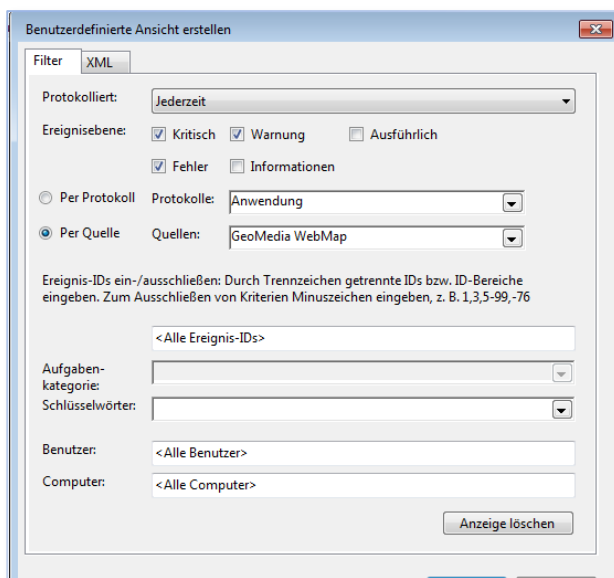 Benutzerdefinierte Ansicht erstellen
Filter XML
Protokolliert: Jederzeit
Ereignisebene: Kritisch Warnung Ausführlich
Fehler Informationen
Per Protokoll Protokolle: Anwendung
Per Quelle Quellen: GeoMedia WebMap
Ereignis-IDs ein-/ausschließen: Durch Trennzeichen getrennte IDs bzw. ID-Bereiche
eingeben. Zum Ausschließen von Kriterien Minuszeichen eingeben, z. B. 1,3,5-99,-76
<Alle Ereignis-IDs>
Aufgaben-
kategorie:
Schlüsselwörter:
Benutzer: <Alle Benutzer>
Computer: <Alle Computer>
Anzeige löschen